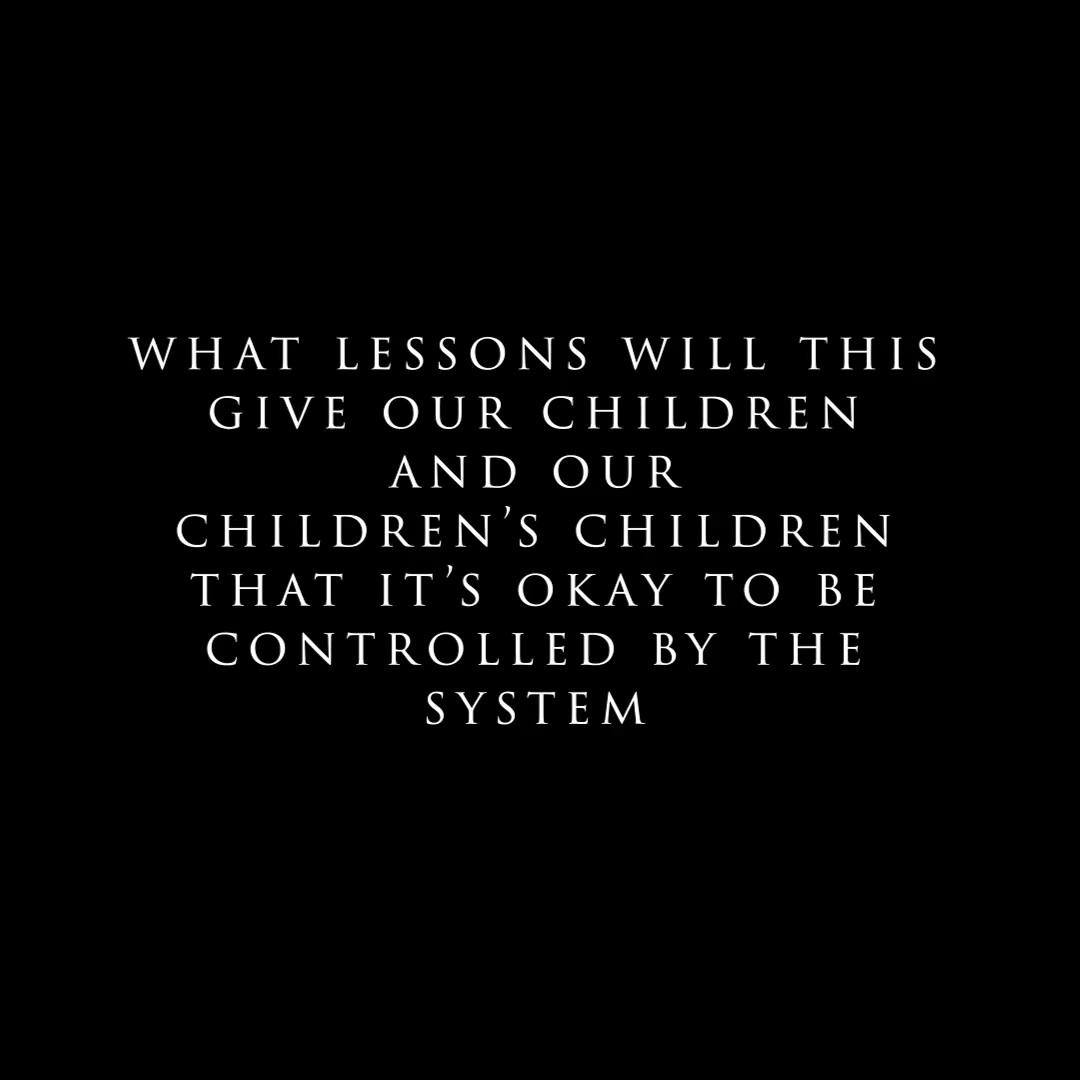 WHAT LESSONS WILL THIS
GIVE OUR CHILDREN
AND OUR
CHILDREN’S CHILDREN
THAT IT’S OKAY TO BE
CONTROLLED BY THE
SYSTEM